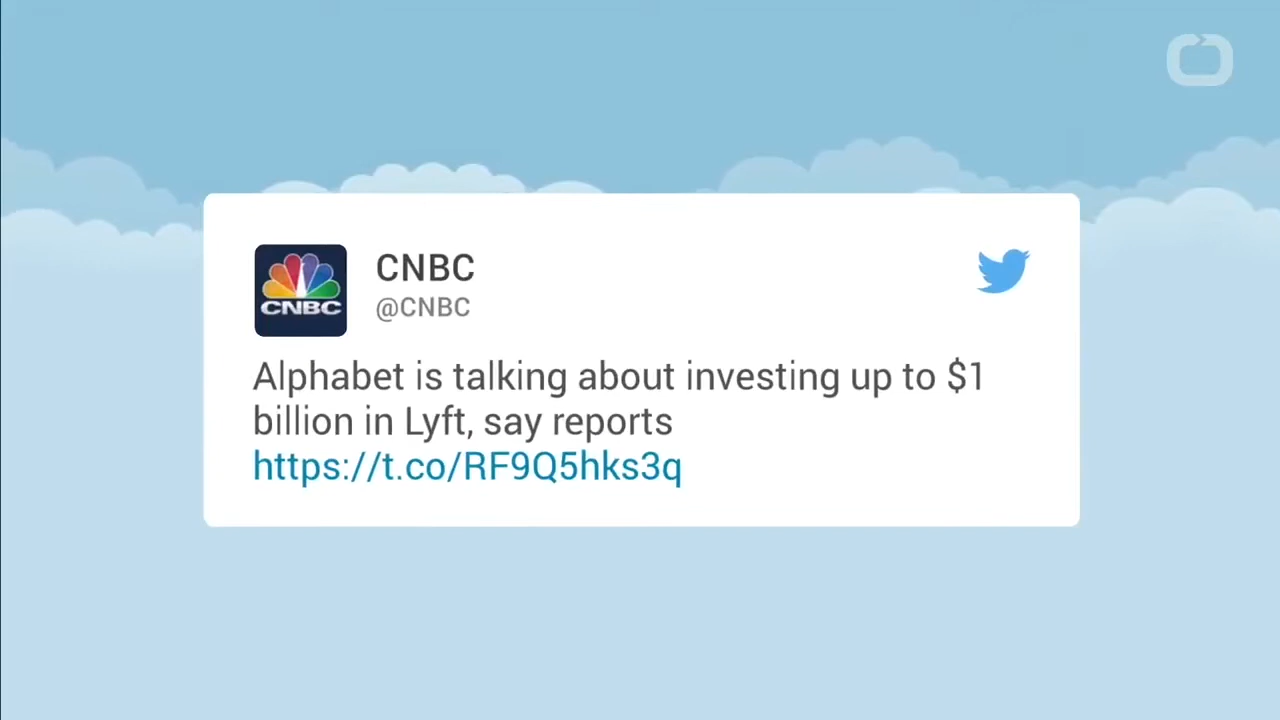 CNBC
CNBC
@CNBC
Alphabet is talking about investing up to $1
billion in Lyft, say reports
https://t.co/RF9Q5hks3q